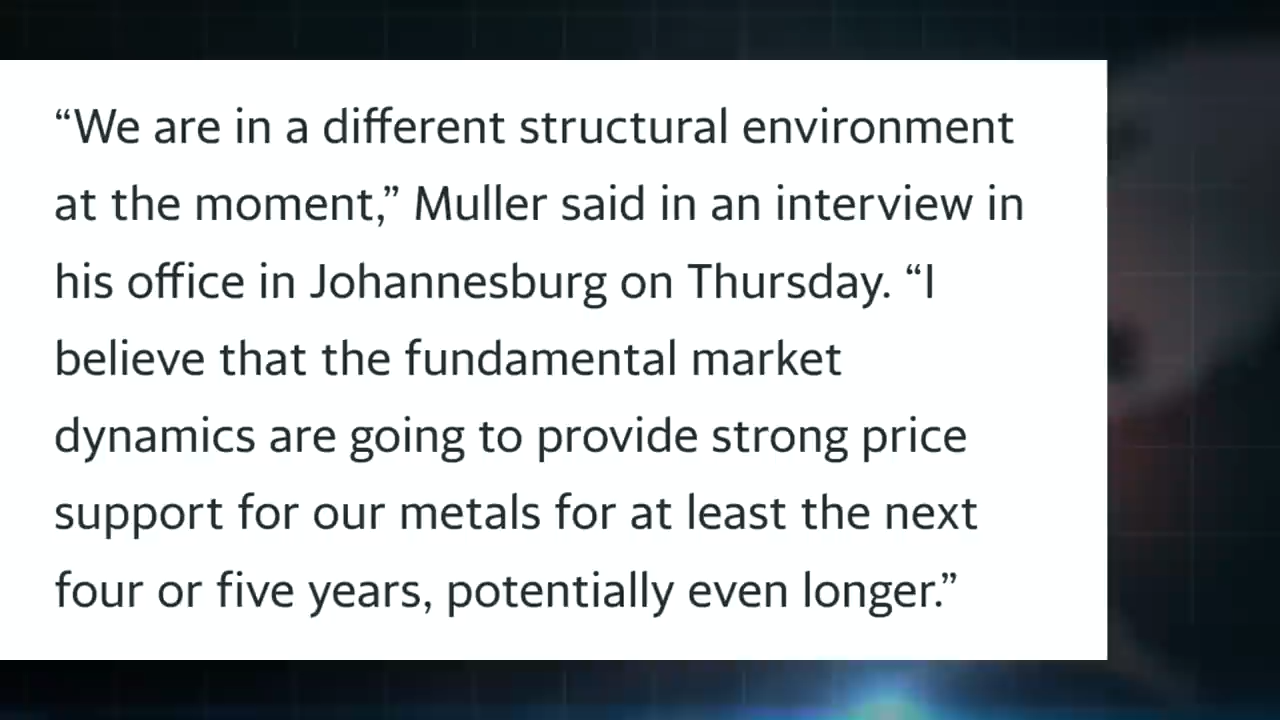 “We are in a different structural environment
at the moment,” Muller said in an interview in
his office in Johannesburg on Thursday. “I
believe that the fundamental market
dynamics are going to provide strong price
support for our metals for at least the next
four or five years, potentially even longer.”